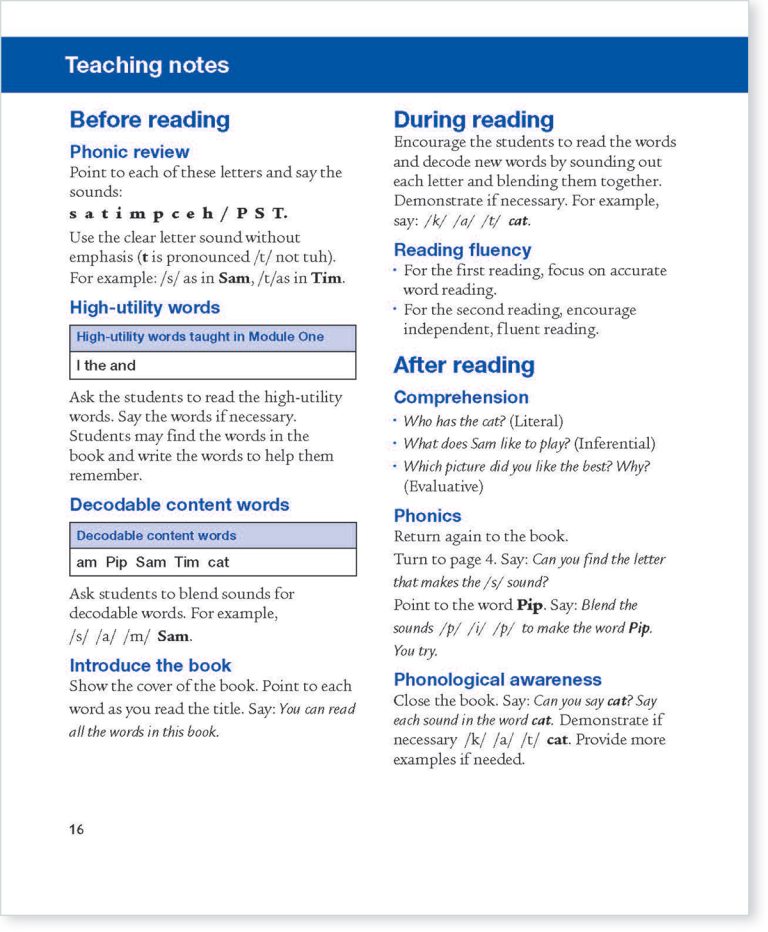 Teaching notes
Before reading
Phonic review
Point to each of these letters and say the
sounds:
s a t i m p c e h / P S T.
Use the clear letter sound without
emphasis (t is pronounced /t/ not tuh).
For example: /s/ as in Sam, /t/as in Tim.
High-utility words
High-utility words taught in Module One
I the and
Ask the students to read the high-utility
words. Say the words if necessary.
Students may find the words in the
book and write the words to help them
remember.
Decodable content words
Decodable content words
am Pip Sam Tim cat
Ask students to blend sounds for
decodable words. For example,
/s/ /a/ /m/ Sam.
Introduce the book
Show the cover of the book. Point to each
word as you read the title. Say: You can read
all the words in this book.
16
During reading
Encourage the students to read the words
and decode new words by sounding out
each letter and blending them together.
Demonstrate if necessary. For example,
say: /k/ /a/ /t/ cat.
Reading fluency
• For the first reading, focus on accurate
word reading.
• For the second reading, encourage
independent, fluent reading.
After reading
Comprehension
• Who has the cat? (Literal)
• What does Sam like to play? (Inferential)
• Which picture did you like the best? Why?
(Evaluative)
Phonics
Return again to the book.
Turn to page 4. Say: Can you find the letter
that makes the /s/ sound?
Point to the word Pip. Say: Blend the
sounds /p/ /i/ /p/ to make the word Pip.
You try.
Phonological awareness
Close the book. Say: Can you say cat? Say
each sound in the word cat. Demonstrate if
necessary /k/ /a/ /t/ cat. Provide more
examples if needed.